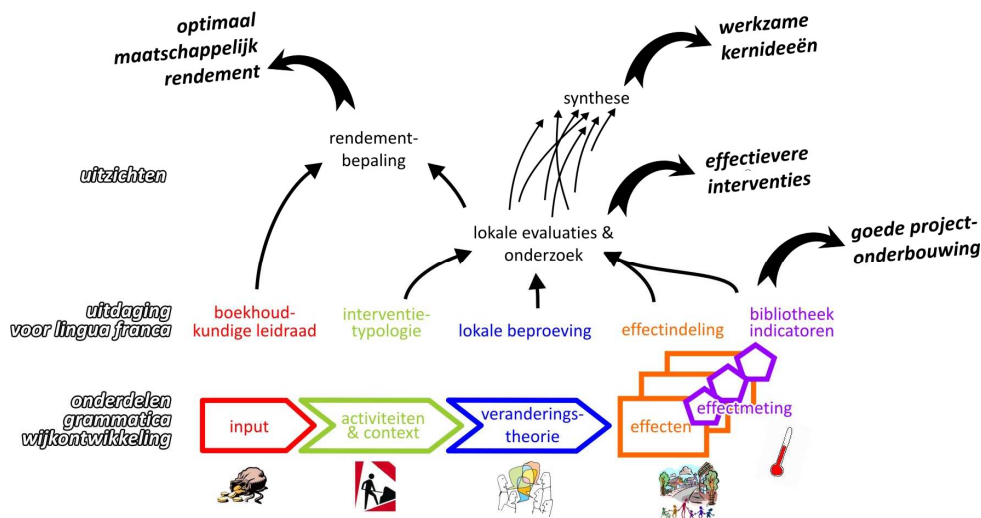 optimaal
maatschappelijk
rendement
werkzame
kernideeën
synthese
rendement-
bepaling
uitzichten
effectievere
interventies
lokale evaluaties &
onderzoek
goede project-
onderbouwing
uitdaging
voor lingua franca
boekhoud-
kundige leidraad
interventie-
typologie
lokale beproeving
effectindeling
bibliotheek
indicatoren
onderdelen
grammatica
wijkontwikkeling
input
activiteiten
& context
veranderings-
theorie
effecten
effectmeting